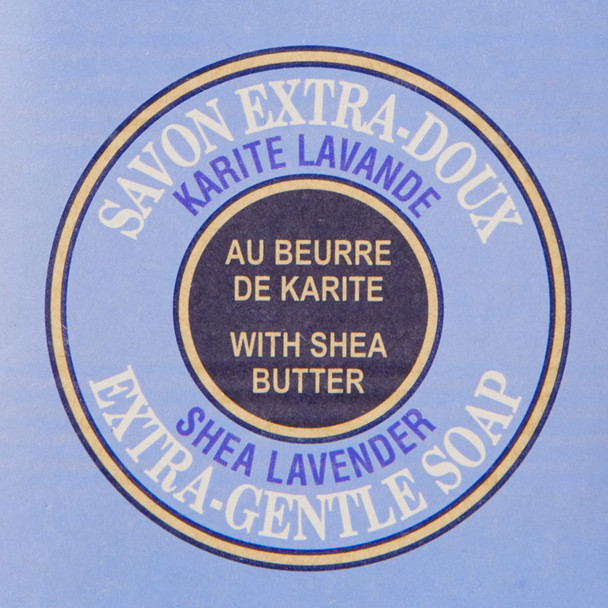 SAVON EXTRA-DOUX
KARITE LAVANDE
AU BEURRE
DE KARITE
WITH SHEA
BUTTER
SHEA LAVENDER
EXTRA-GENTLE SOAP